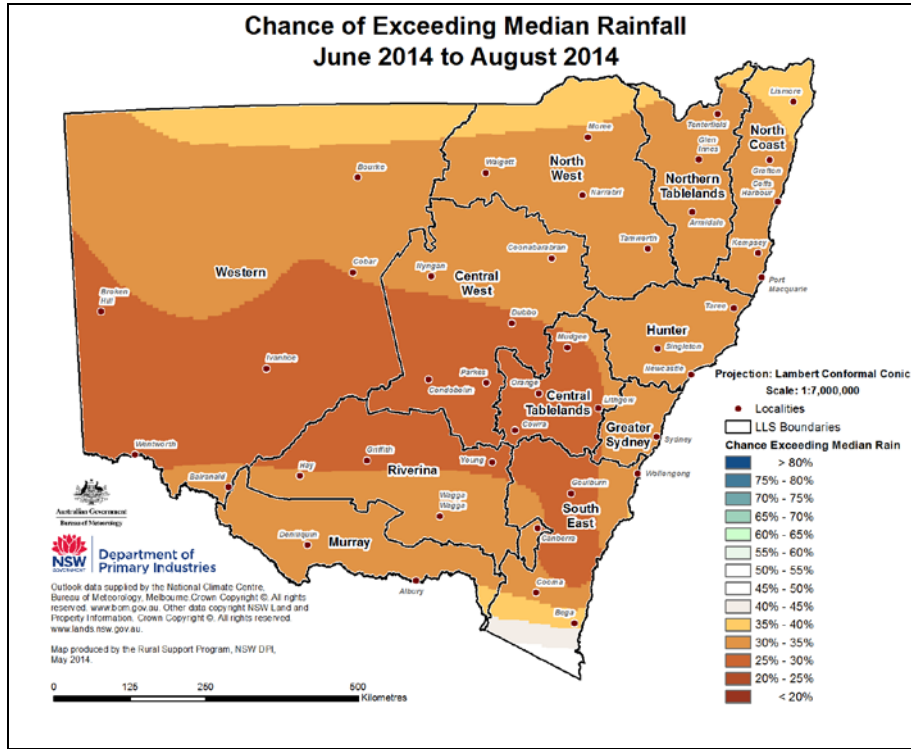 Chance of Exceeding Median Rainfall
June 2014 to August 2014
Lismore
Tenterfield
Moree
North
Coast
Glen
Innes
Walgett
North
West
Bourke
Northern
Tablelands
Grafton
Coffs
Harbour
Narrabri
Armidale
Coonabarabran
Tamworth
Kempsey
Western
Cobar
Nyngan
Central
West
Port
Macquarie
Broken
Hill
Taree
Dubbo
Hunter
Mudgee
Singleton
Ivanhoe
Newcastle
Parkes
Condobolin
Orange
Central
Tablelands
Lithgow
Cowra
Greater
Sydney
Sydney
Wentworth
Griffith
Young
Riverina
Hay
Balranald
Wollongong
Goulburn
Wagga
Wagga
South
East
Canberra
Deniliquin
Murray
Albury
Cooma
Bega
Projection: Lambert Conformal Conic
Scale: 1:7,000,000
Localities
LLS Boundaries
Chance Exceeding Median Rain
> 80%
75% - 80%
70% - 75%
65% - 70%
60% - 65%
55% - 60%
50% - 55%
45% - 50%
40% - 45%
35% - 40%
30% - 35%
25% - 30%
20% - 25%
< 20%
Australian Government
Bureau of Meteorology
NSW
GOVERNMENT
Department of
Primary Industries
Outlook data supplied by the National Climate Centre,
Bureau of Meteorology, Melbourne.Crown Copyright ©. All rights
reserved. www.bom.gov.au. Other data copyright NSW Land and
Property Information, Crown Copyright ©. All rights reserved.
www.lands.nsw.gov.au.
Map produced by the Rural Support Program, NSW DPI,
May 2014.
0 125 250 500
Kilometres